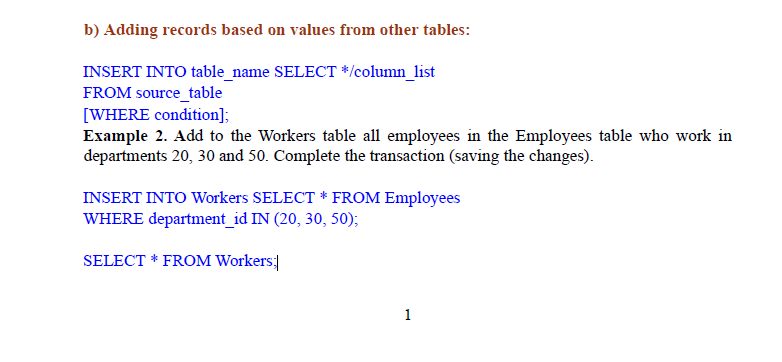 b) Adding records based on values from other tables:
INSERT INTO table_name SELECT */column_list
FROM source_table
[WHERE condition];
Example 2. Add to the Workers table all employees in the Employees table who work in
departments 20, 30 and 50. Complete the transaction (saving the changes).
INSERT INTO Workers SELECT * FROM Employees
WHERE department_id IN (20, 30, 50);
SELECT * FROM Workers;
1